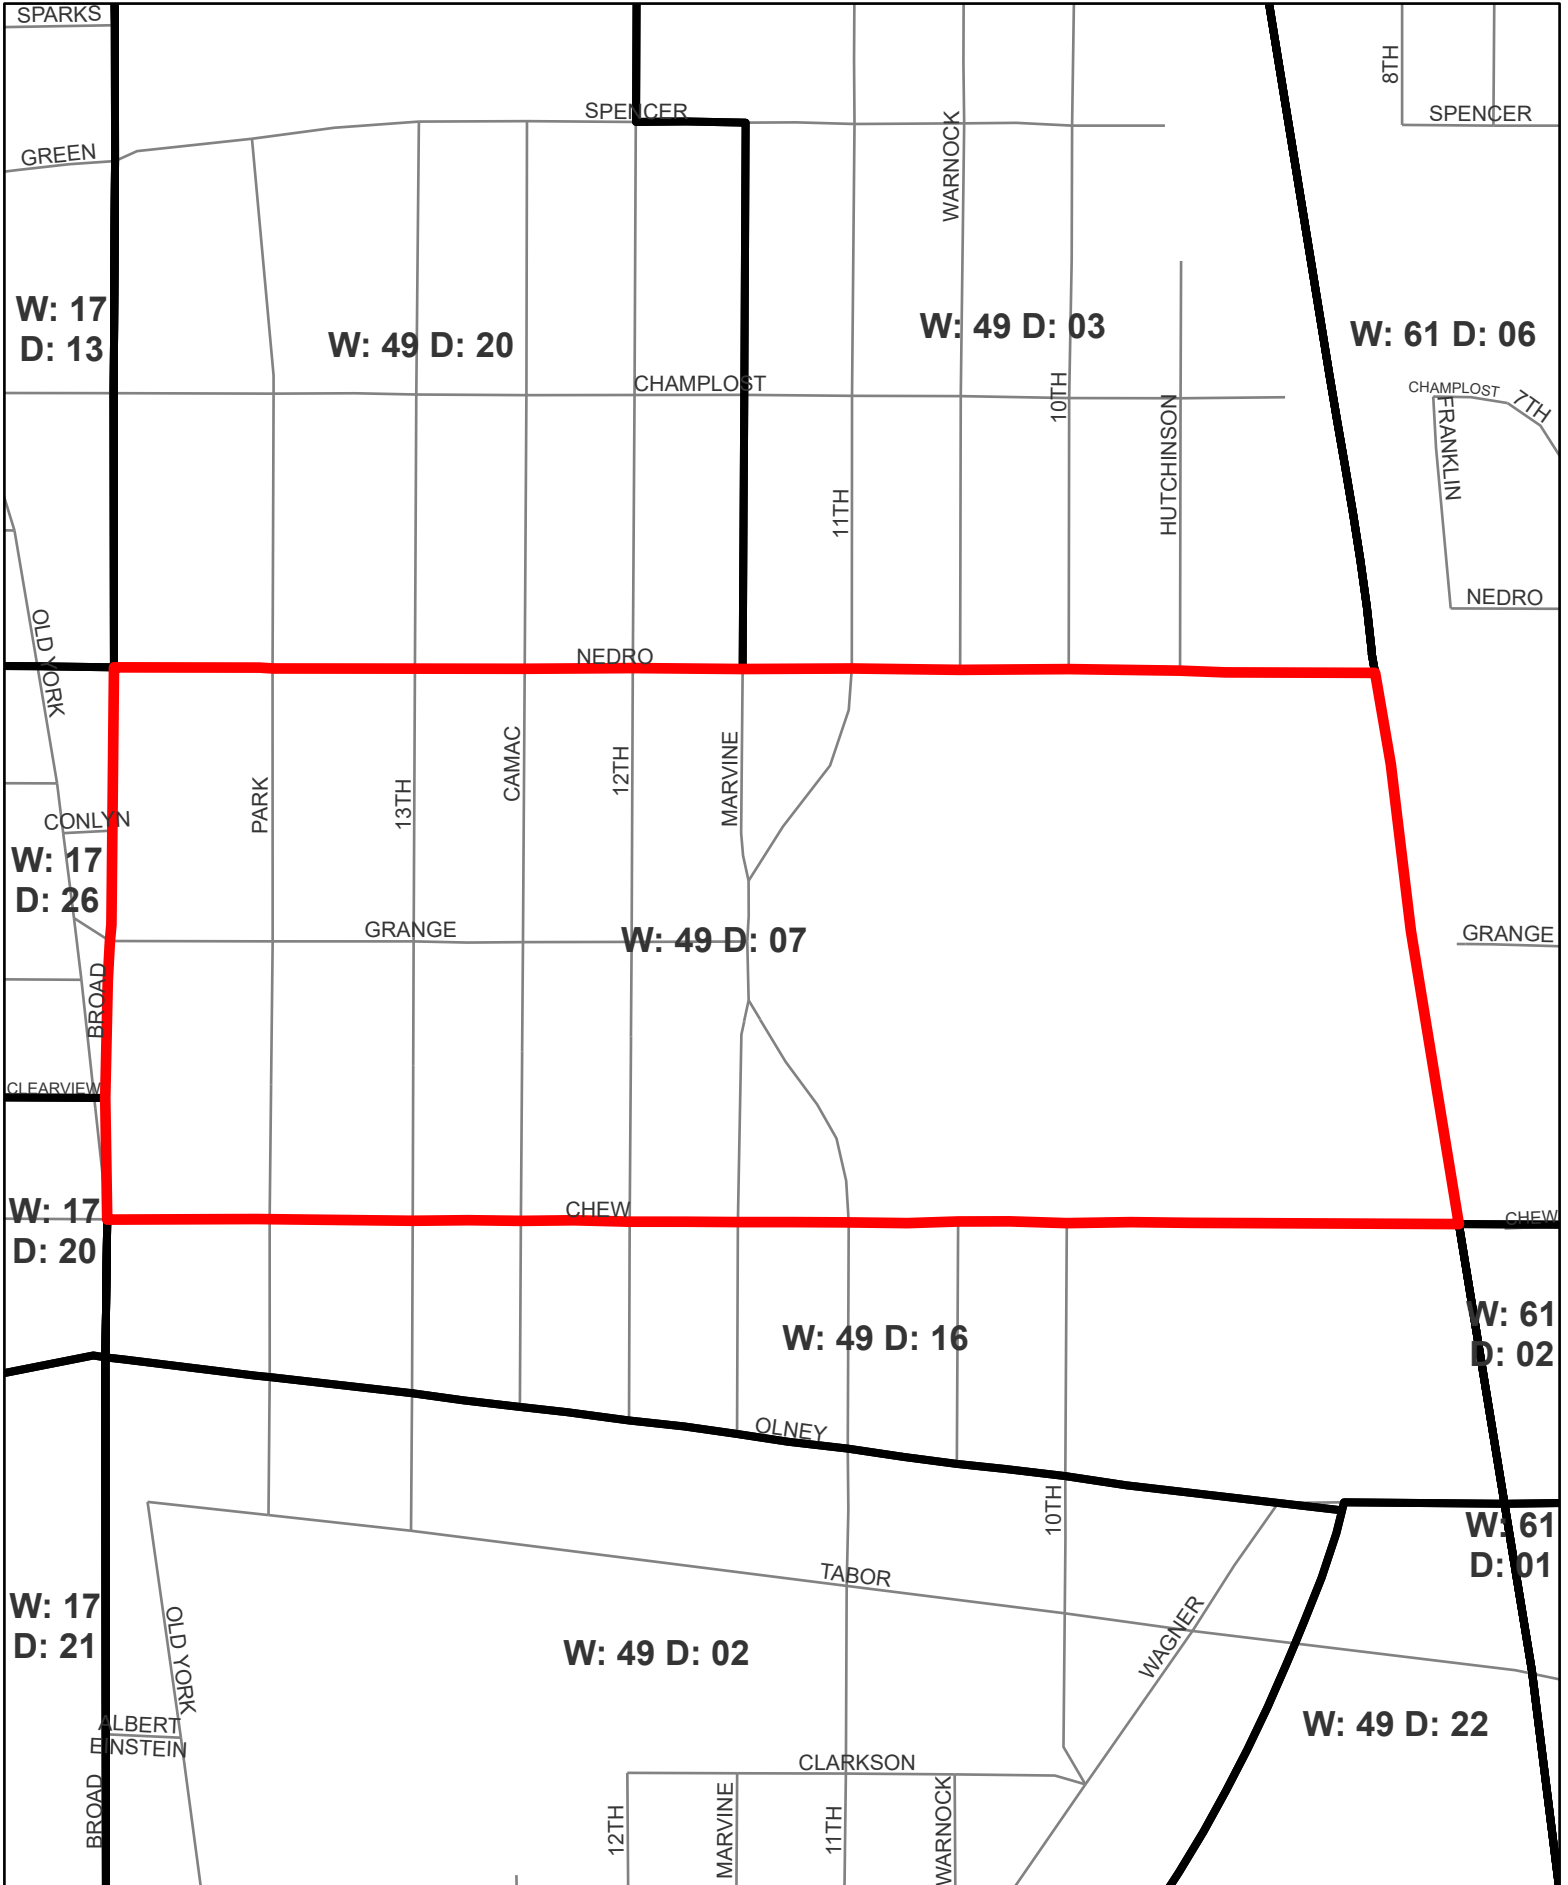 SPARKS
8TH
SPENCER
SPENCER
WARNOCK
GREEN
W: 17
D: 13
W: 49 D: 20
W: 49 D: 03
W: 61 D: 06
CHAMPLOST
10TH
HUTCHINSON
CHAMPLOST
7TH
FRANKLIN
11TH
NEDRO
OLD YORK
NEDRO
PARK
13TH
CAMAC
12TH
MARVINE
CONLYN
W: 17
D: 26
GRANGE
W: 49 D: 07
GRANGE
BROAD
CLEARVIEW
W: 17
D: 20
CHEW
CHEW
W: 49 D: 16
W: 61
D: 02
OLNEY
10TH
W: 61
D: 01
TABOR
W: 17
D: 21
OLD YORK
W: 49 D: 02
WAGNER
W: 49 D: 22
ALBERT
EINSTEIN
BROAD
CLARKSON
12TH
MARVINE
11TH
WARNOCK